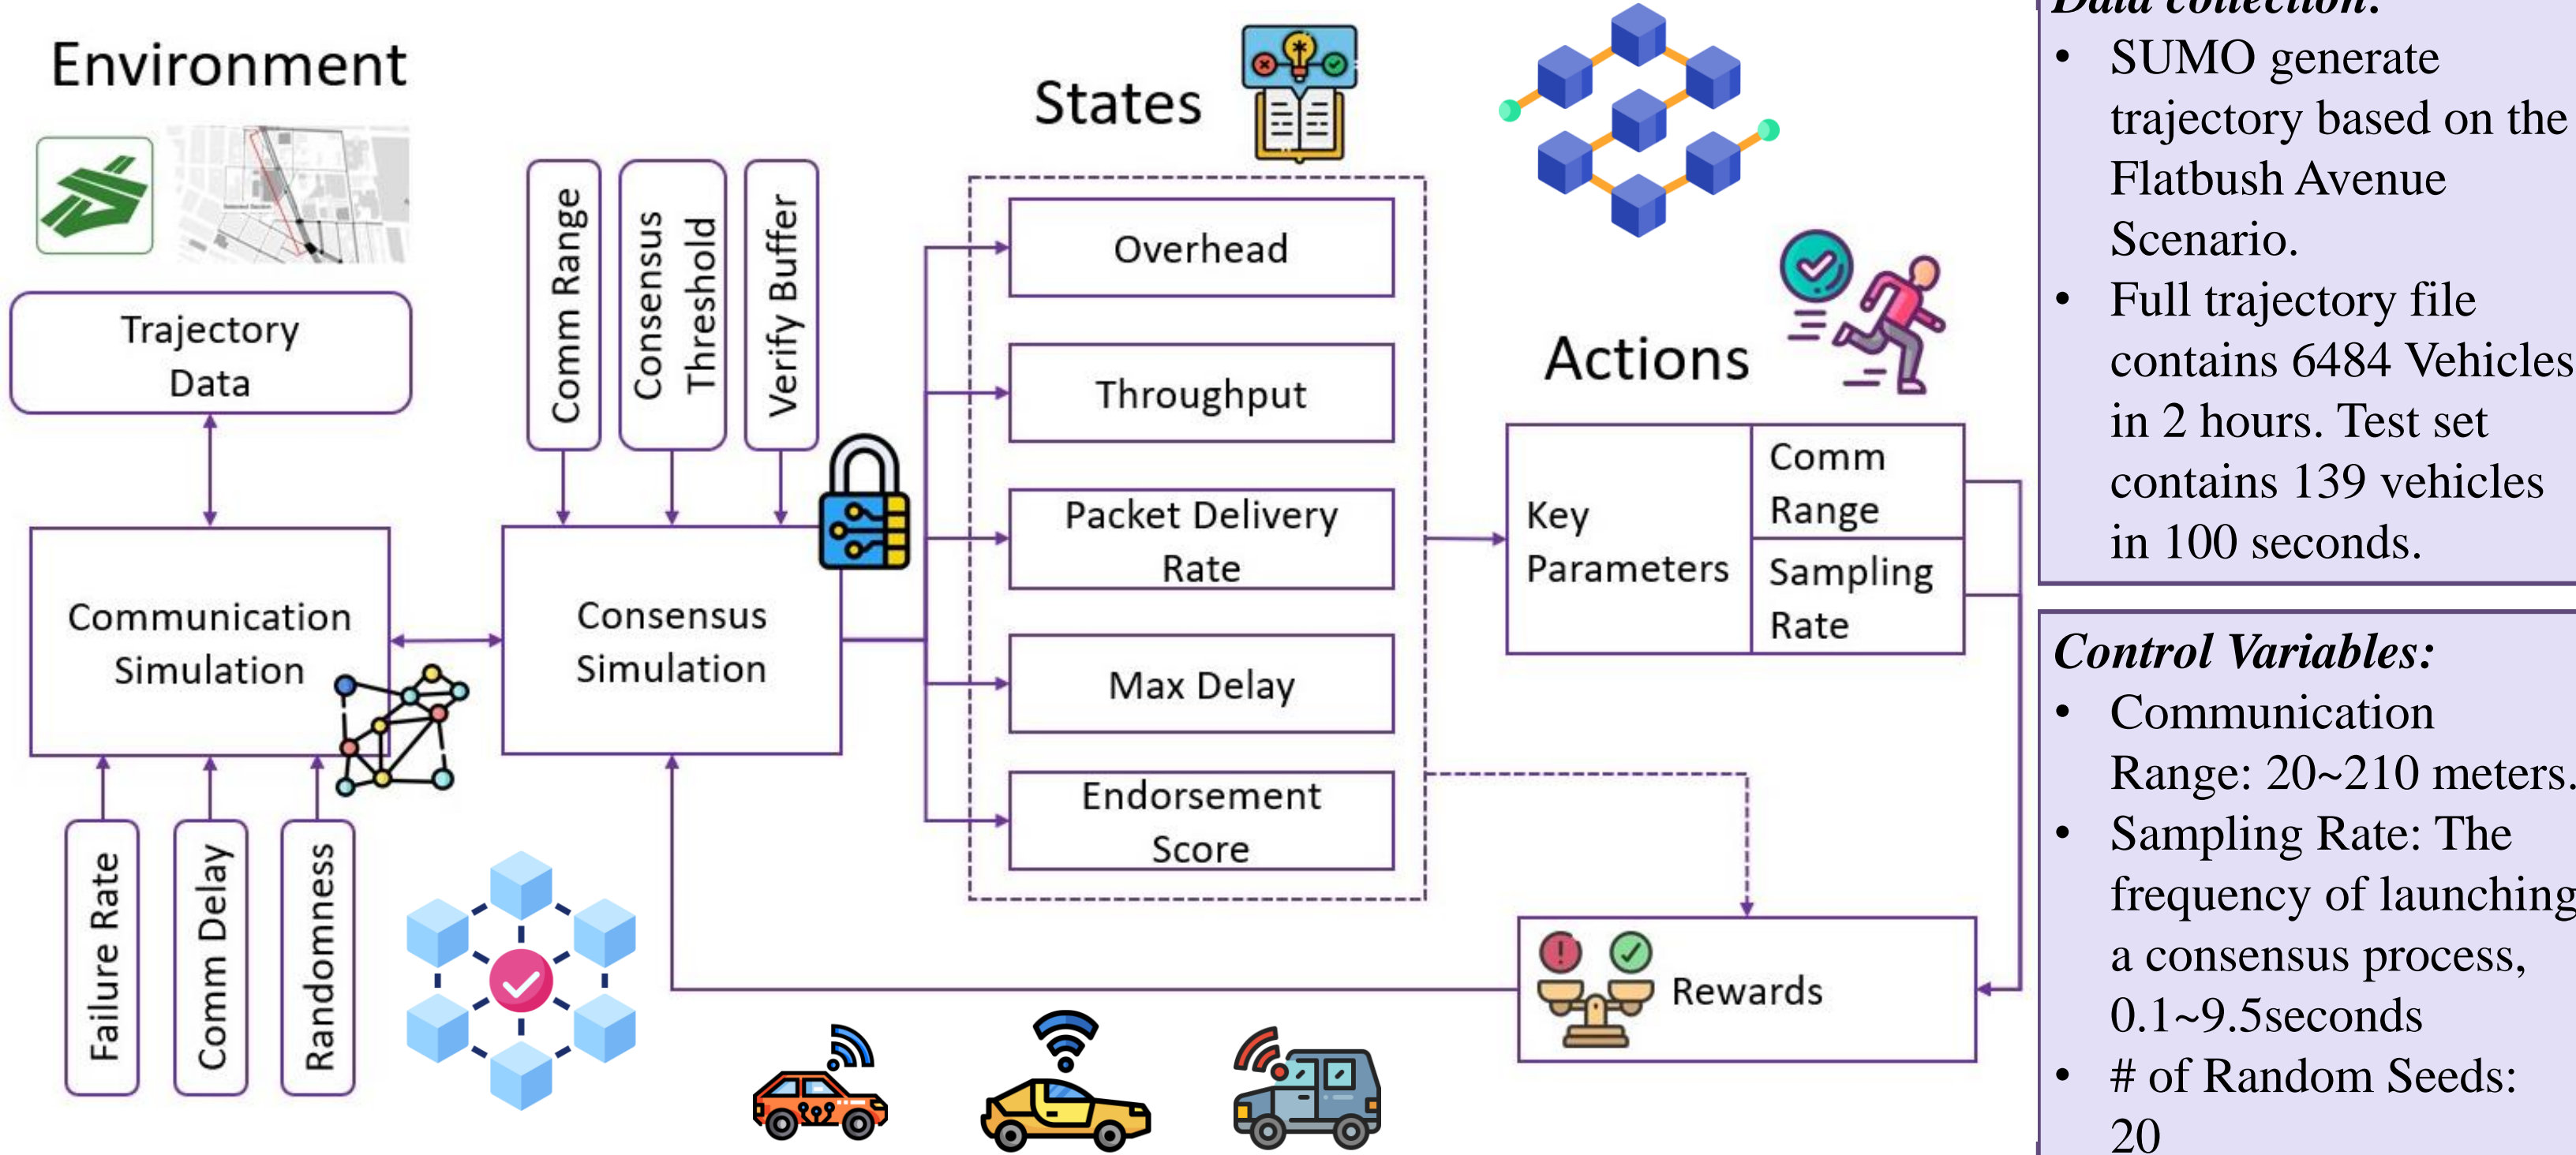 Environment
Trajectory
Data
Communication
Simulation
Failure Rate
Comm Delay
Randomness
Comm Range
Consensus
Threshold
Verify Buffer
Consensus
Simulation
States
Overhead
Throughput
Packet Delivery
Rate
Max Delay
Endorsement
Score
Actions
Key
Parameters
Comm
Range
Sampling
Rate
Rewards
Data collection:
• SUMO generate
trajectory based on the
Flatbush Avenue
Scenario.
• Full trajectory file
contains 6484 Vehicles
in 2 hours. Test set
contains 139 vehicles
in 100 seconds.
Control Variables:
• Communication
Range: 20~210 meters.
• Sampling Rate: The
frequency of launching
a consensus process,
0.1~9.5seconds
• # of Random Seeds:
20